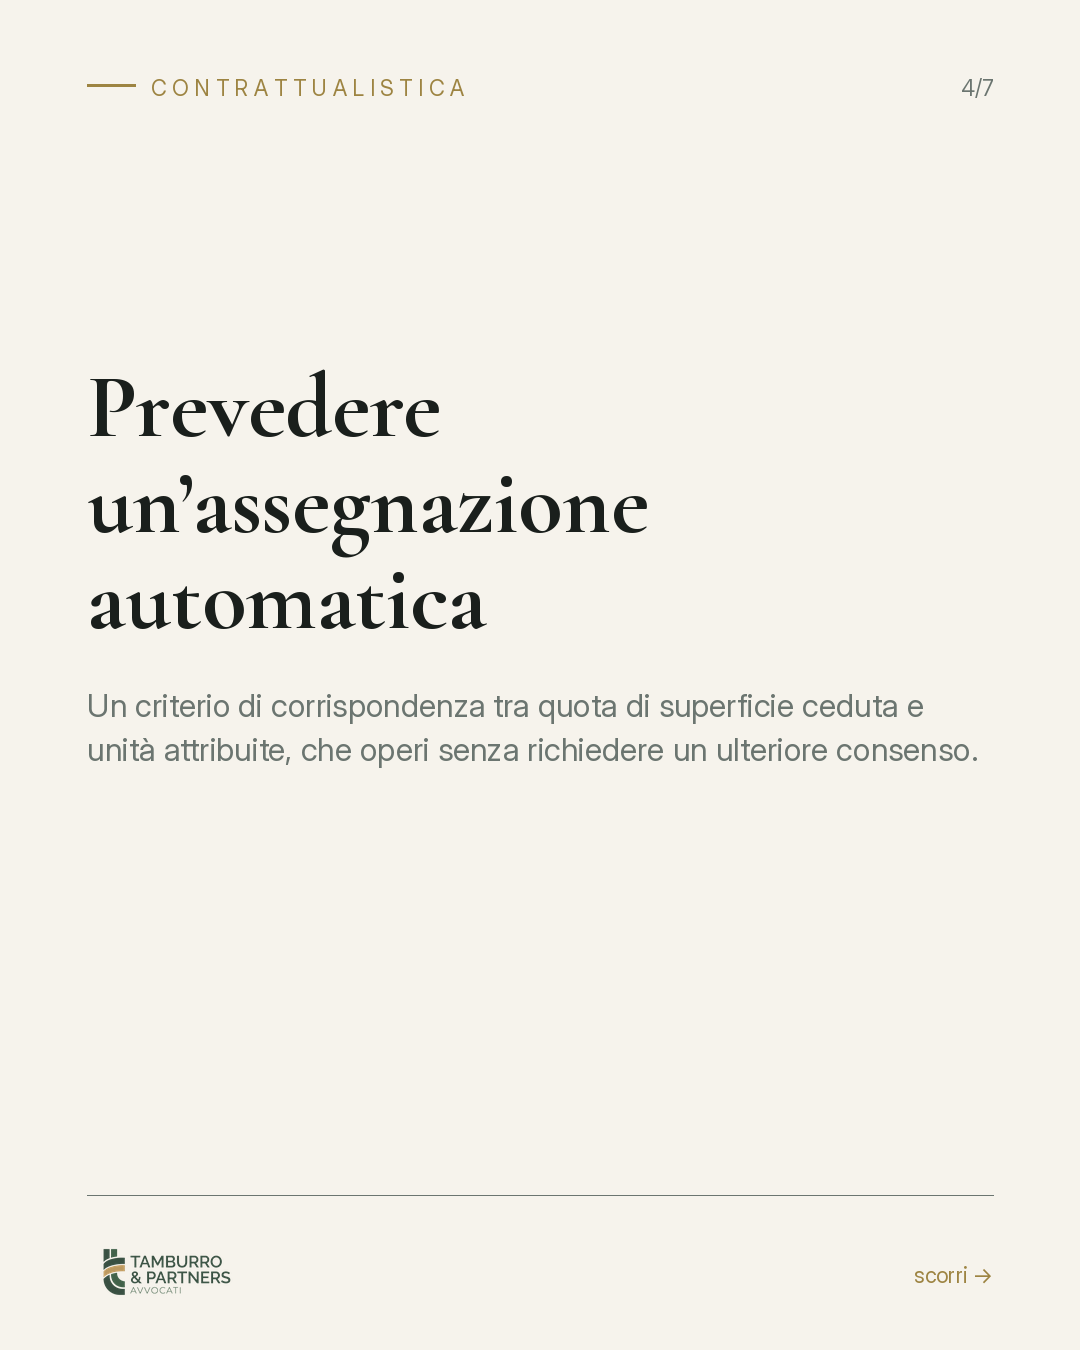 CONTRATTUALISTICA
4/7
Prevedere
un’assegnazione
automatica
Un criterio di corrispondenza tra quota di superficie ceduta e
unità attribuite, che operi senza richiedere un ulteriore consenso.
TAMBURRO
& PARTNERS
AVVOCATI
scorri →